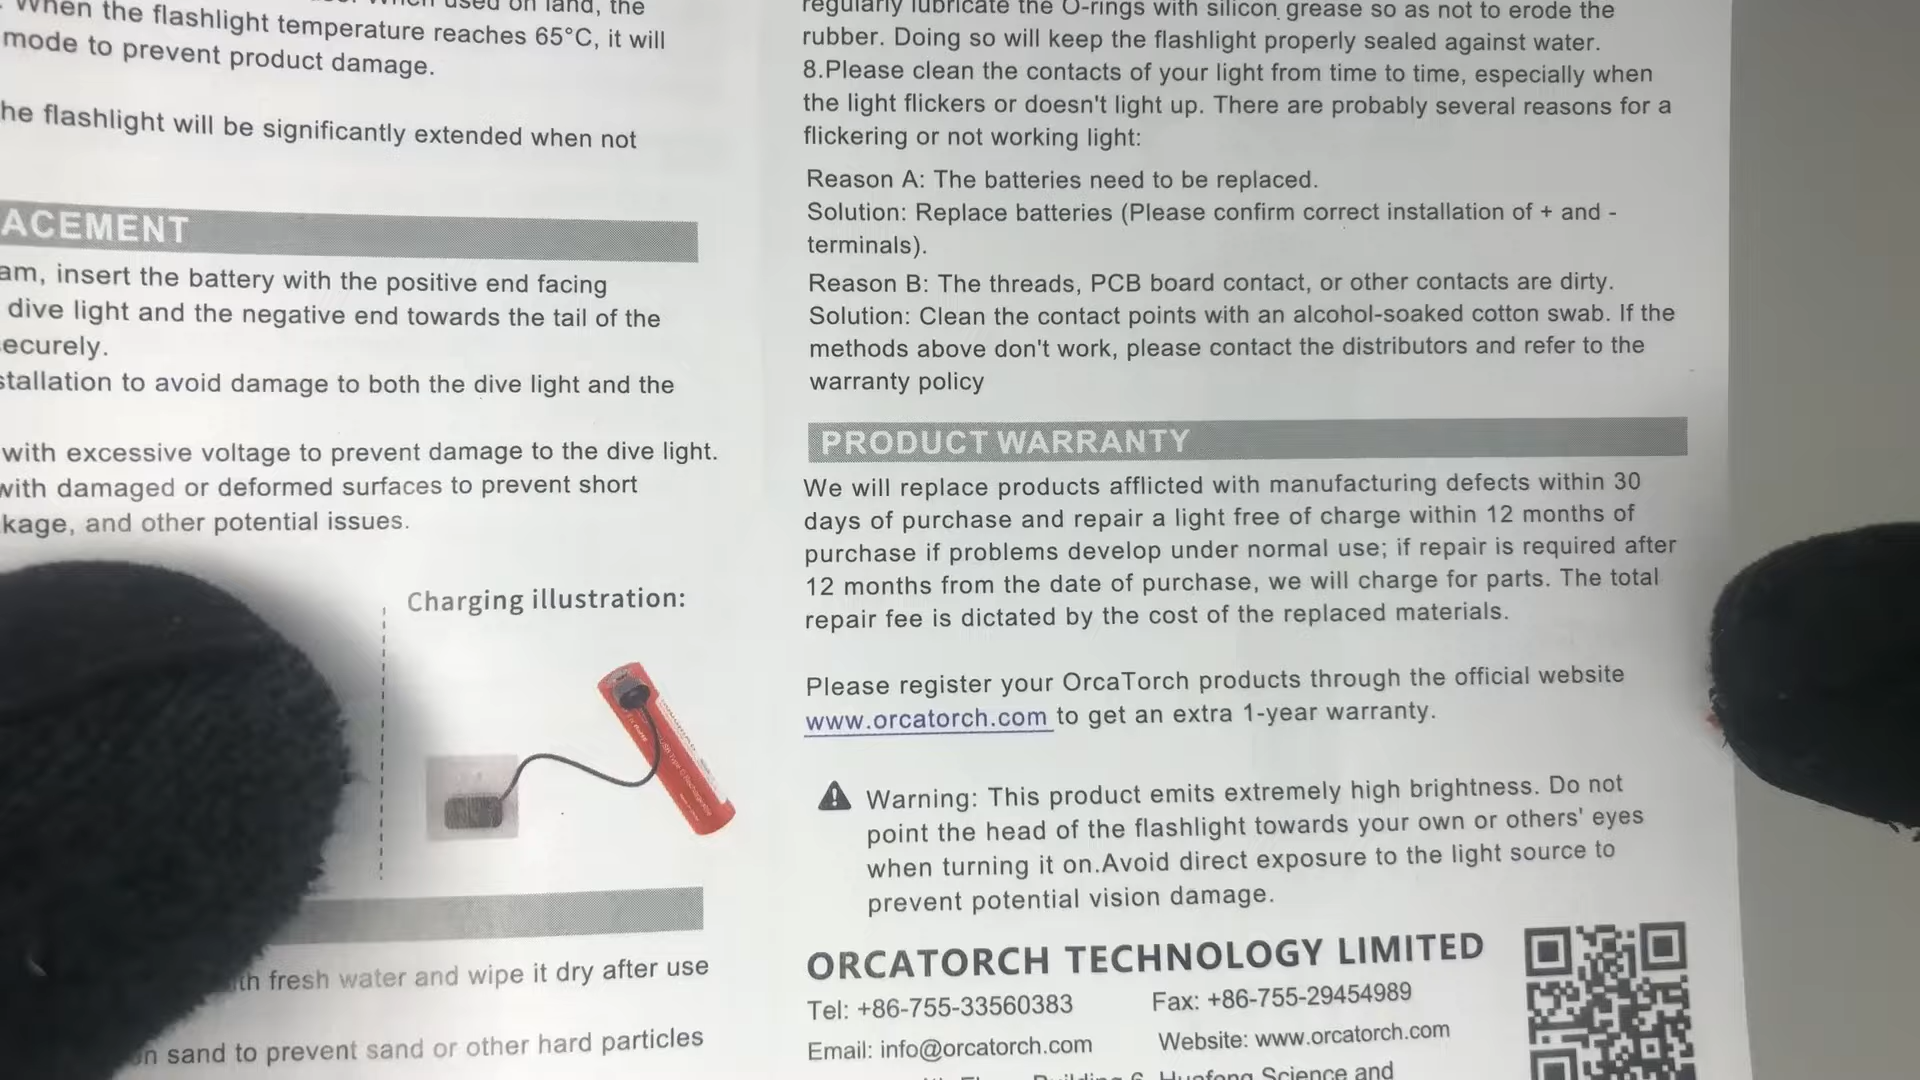 When the flashlight temperature reaches 65°C, it will
mode to prevent product damage.
he flashlight will be significantly extended when not
ACEMENT
am, insert the battery with the positive end facing
dive light and the negative end towards the tail of the
ecurely.
stallation to avoid damage to both the dive light and the
with excessive voltage to prevent damage to the dive light.
with damaged or deformed surfaces to prevent short
kage, and other potential issues.
Charging illustration:
th fresh water and wipe it dry after use
n sand to prevent sand or other hard particles
regularly lubricate the O-rings with silicon grease so as not to erode the
rubber. Doing so will keep the flashlight properly sealed against water.
8.Please clean the contacts of your light from time to time, especially when
the light flickers or doesn't light up. There are probably several reasons for a
flickering or not working light:
Reason A: The batteries need to be replaced.
Solution: Replace batteries (Please confirm correct installation of + and -
terminals).
Reason B: The threads, PCB board contact, or other contacts are dirty.
Solution: Clean the contact points with an alcohol-soaked cotton swab. If the
methods above don't work, please contact the distributors and refer to the
warranty policy
PRODUCT WARRANTY
We will replace products afflicted with manufacturing defects within 30
days of purchase and repair a light free of charge within 12 months of
purchase if problems develop under normal use; if repair is required after
12 months from the date of purchase, we will charge for parts. The total
repair fee is dictated by the cost of the replaced materials.
Please register your OrcaTorch products through the official website
www.orcatorch.com to get an extra 1-year warranty.
Warning: This product emits extremely high brightness. Do not
point the head of the flashlight towards your own or others' eyes
when turning it on.Avoid direct exposure to the light source to
prevent potential vision damage.
ORCATORCH TECHNOLOGY LIMITED
Tel: +86-755-33560383 Fax: +86-755-29454989
Email: info@orcatorch.com Website: www.orcatorch.com
Science and